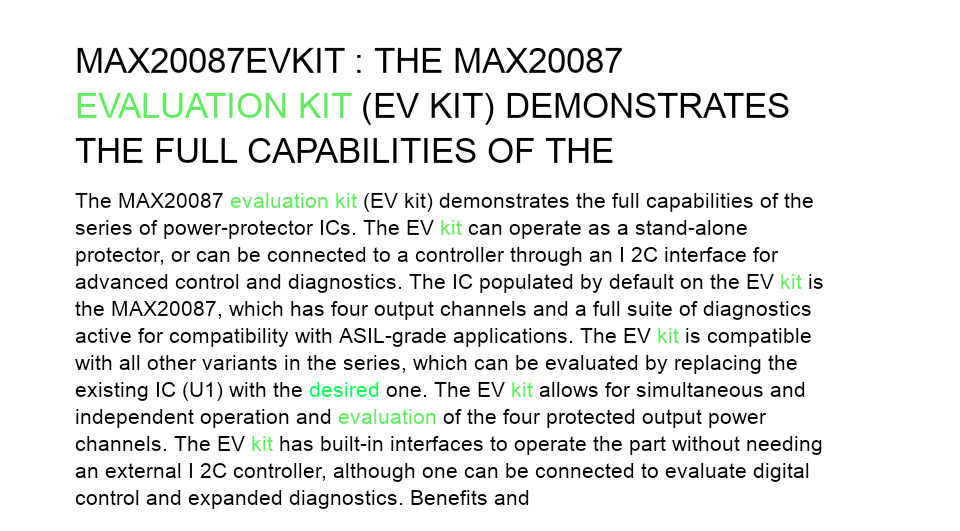 MAX20087EVKIT : THE MAX20087
EVALUATION KIT (EV KIT) DEMONSTRATES
THE FULL CAPABILITIES OF THE
The MAX20087 evaluation kit (EV kit) demonstrates the full capabilities of the
series of power-protector ICs. The EV kit can operate as a stand-alone
protector, or can be connected to a controller through an I 2C interface for
advanced control and diagnostics. The IC populated by default on the EV kit is
the MAX20087, which has four output channels and a full suite of diagnostics
active for compatibility with ASIL-grade applications. The EV kit is compatible
with all other variants in the series, which can be evaluated by replacing the
existing IC (U1) with the desired one. The EV kit allows for simultaneous and
independent operation and evaluation of the four protected output power
channels. The EV kit has built-in interfaces to operate the part without needing
an external I 2C controller, although one can be connected to evaluate digital
control and expanded diagnostics. Benefits and